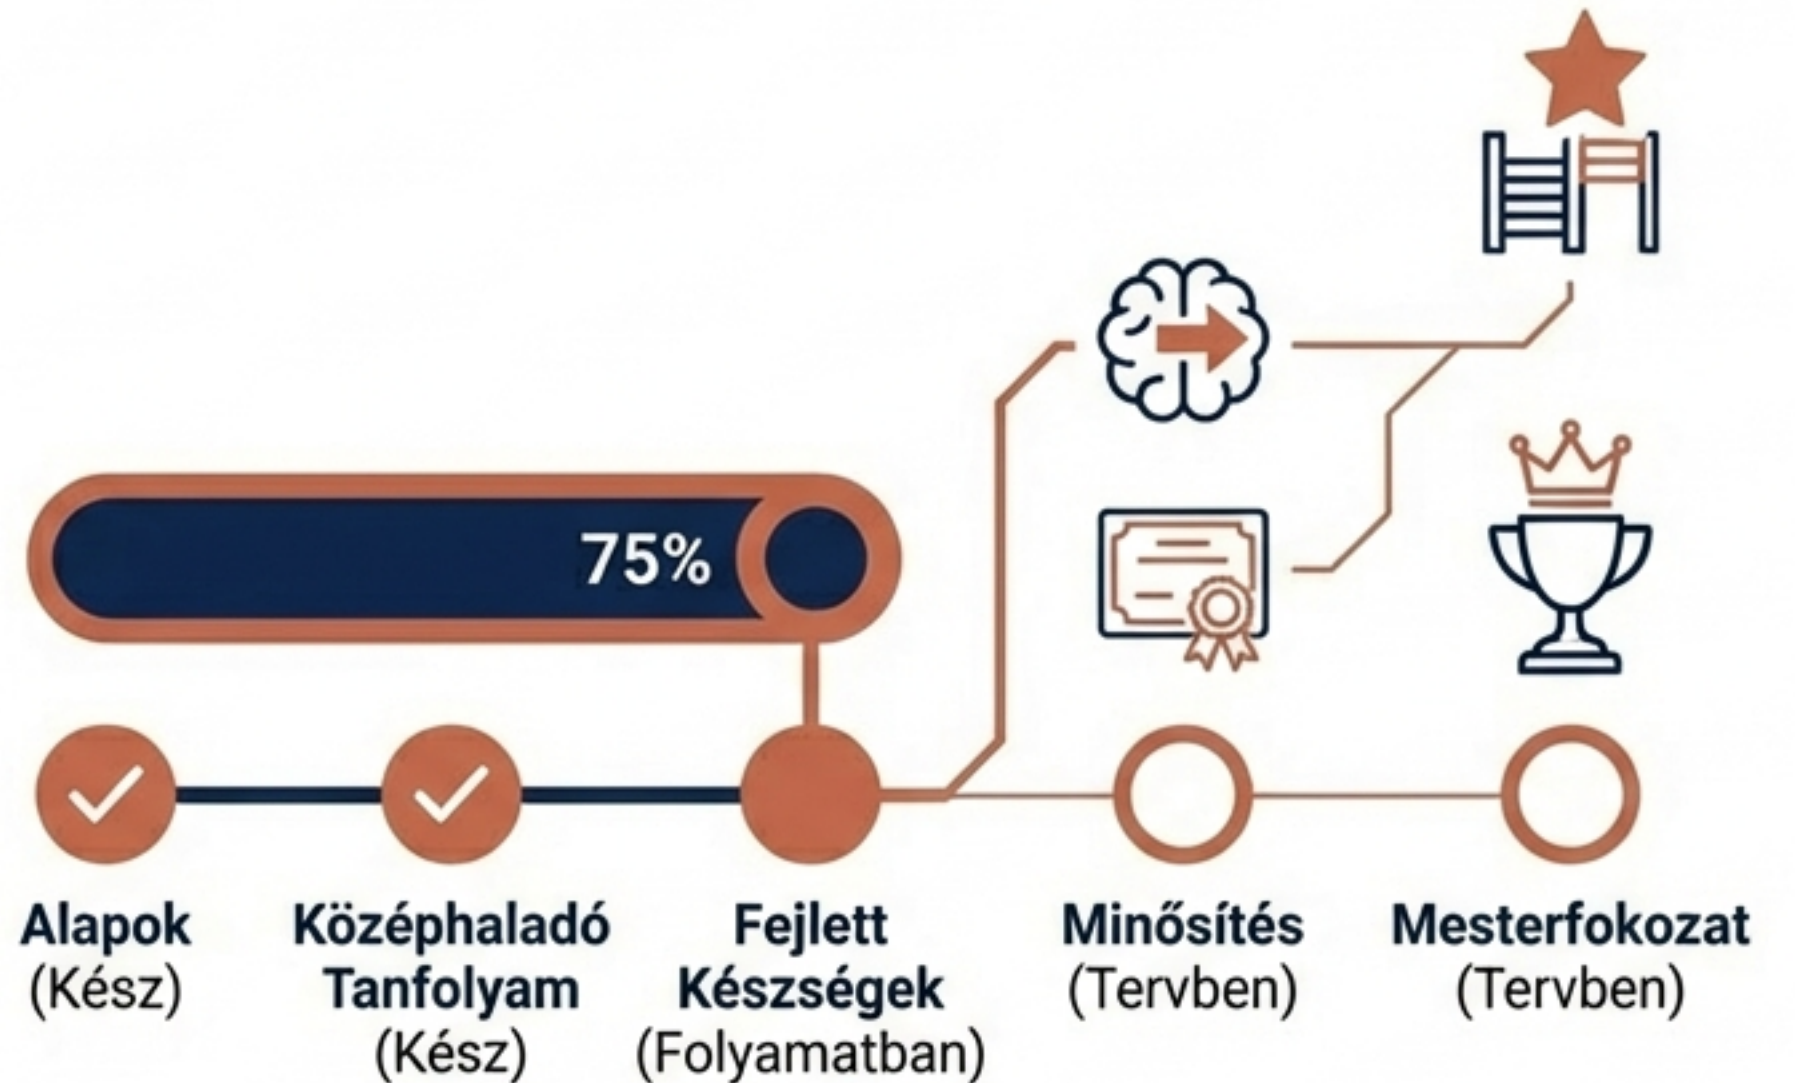 75%
Alapok
(Kész)
Középhaladó
Tanfolyam
(Kész)
Fejlett
Készségek
(Folyamatban)
Minősítés
(Tervben)
Mesterfokozat
(Tervben)